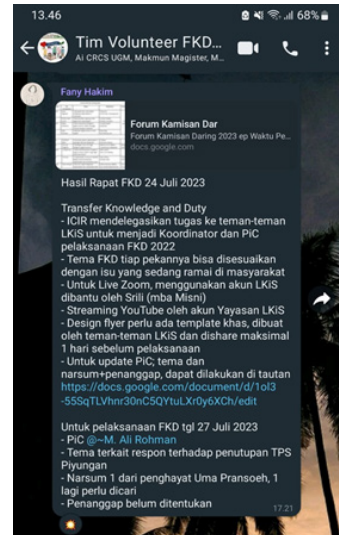 13.46
68%
Tim Volunteer FKD...
Ai CRCS UGM, Makmun Magister, M...
Fany Hakim
Forum Kamisan Dar
Forum Kamisan Daring 2023 ep Waktu Pe...
docs.google.com
Hasil Rapat FKD 24 Juli 2023
Transfer Knowledge and Duty
- ICIR mendelegasikan tugas ke teman-teman
LKiS untuk menjadi Koordinator dan PiC
pelaksanaan FKD 2022
- Tema FKD tiap pekannya bisa disesuaikan
dengan isu yang sedang ramai di masyarakat
- Untuk Live Zoom, menggunakan akun LKiS
dibantu oleh Srili (mba Misni)
- Streaming YouTube oleh akun Yayasan LKiS
- Design flyer perlu ada template khas, dibuat
oleh teman-teman LKiS dan dishare maksimal
1 hari sebelum pelaksanaan
- Untuk update PiC; tema dan
narsum+penanggap, dapat dilakukan di tautan
https://docs.google.com/document/d/1ol3
-55SqTLVhnr30nC5QYtuLXr0y6XCh/edit
Untuk pelaksanaan FKD tgl 27 Juli 2023
- PiC @~M. Ali Rohman
- Tema terkait respon terhadap penutupan TPS
Piyungan
- Narsum 1 dari penghayat Uma Pransoeh, 1
lagi perlu dicari
- Penanggap belum ditentukan
17.21